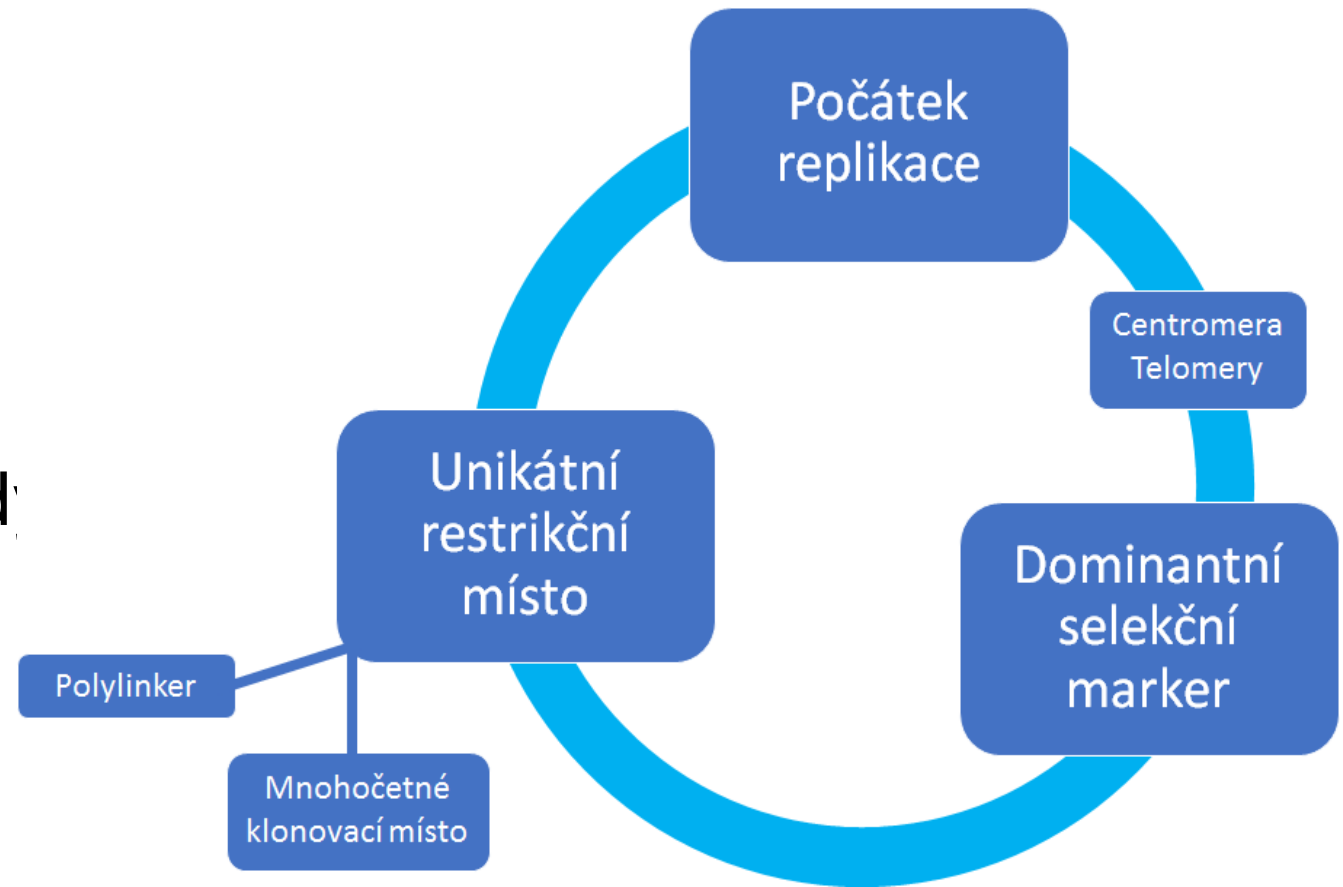 Počátek
replikace
Centromera
Telomery
Unikátní
restrikční
místo
Dominantní
selekční
marker
Polylinker
Mnohočetné
klonovací místo